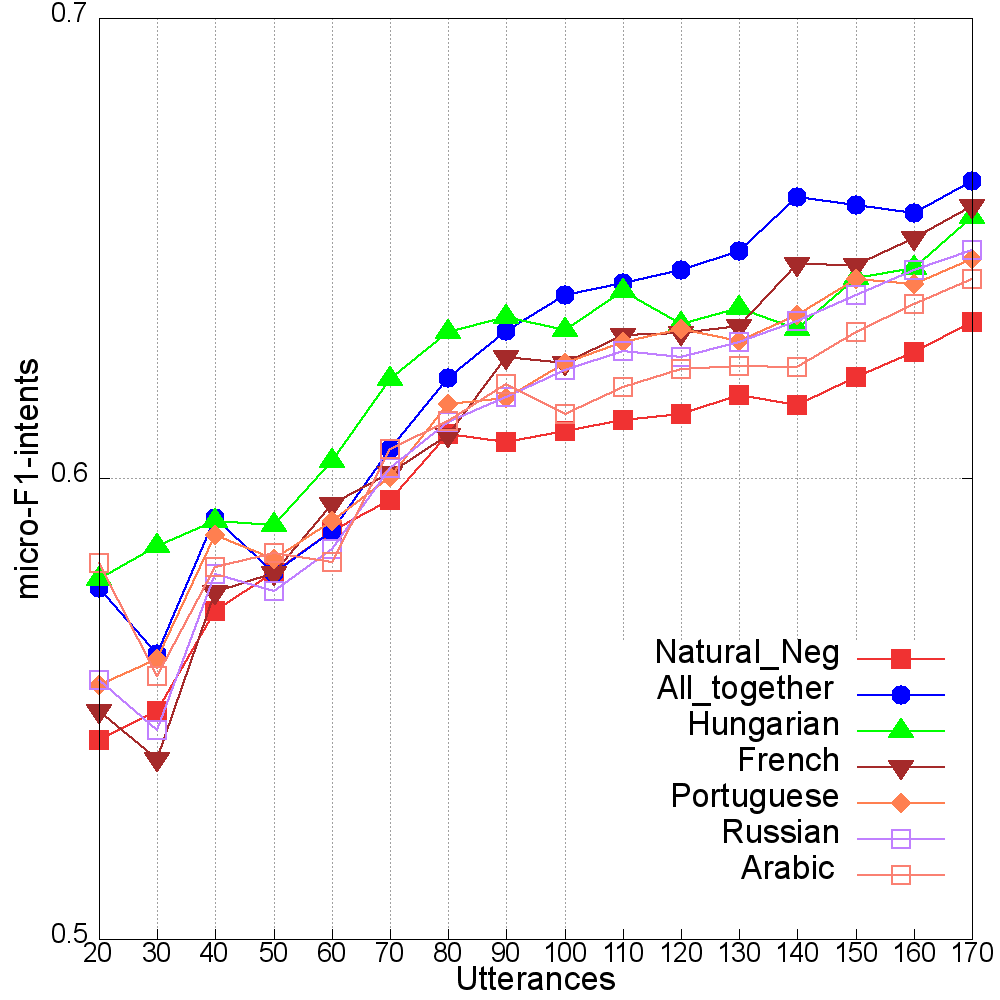 0.7
0.6
0.5
micro-F1-intents
Natural_Neg
All_together
Hungarian
French
Portuguese
Russian
Arabic
20 30 40 50 60 70 80 90 100 110 120 130 140 150 160 170
Utterances